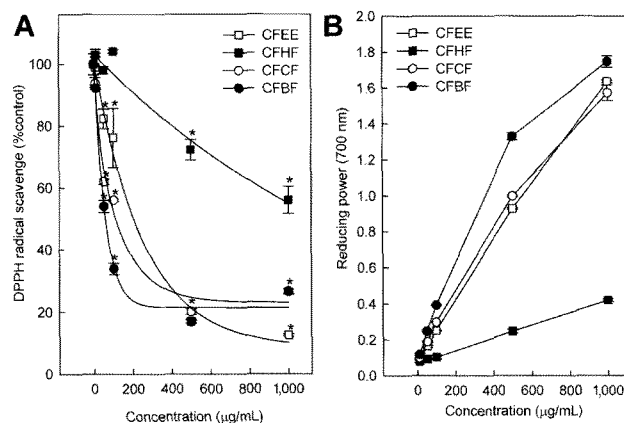 A
DPPH radical scavenge (%control)
120
100
80
60
40
20
0
CFEE
CFHF
CFCF
CFBF
* * * * * * * * * * * *
0 200 400 600 800 1,000
Concentration (µg/mL)
B
Reducing power (700 nm)
2.0
1.8
1.6
1.4
1.2
1.0
0.8
0.6
0.4
0.2
0.0
CFEE
CFHF
CFCF
CFBF
0 200 400 600 800 1,000
Concentration (µg/mL)